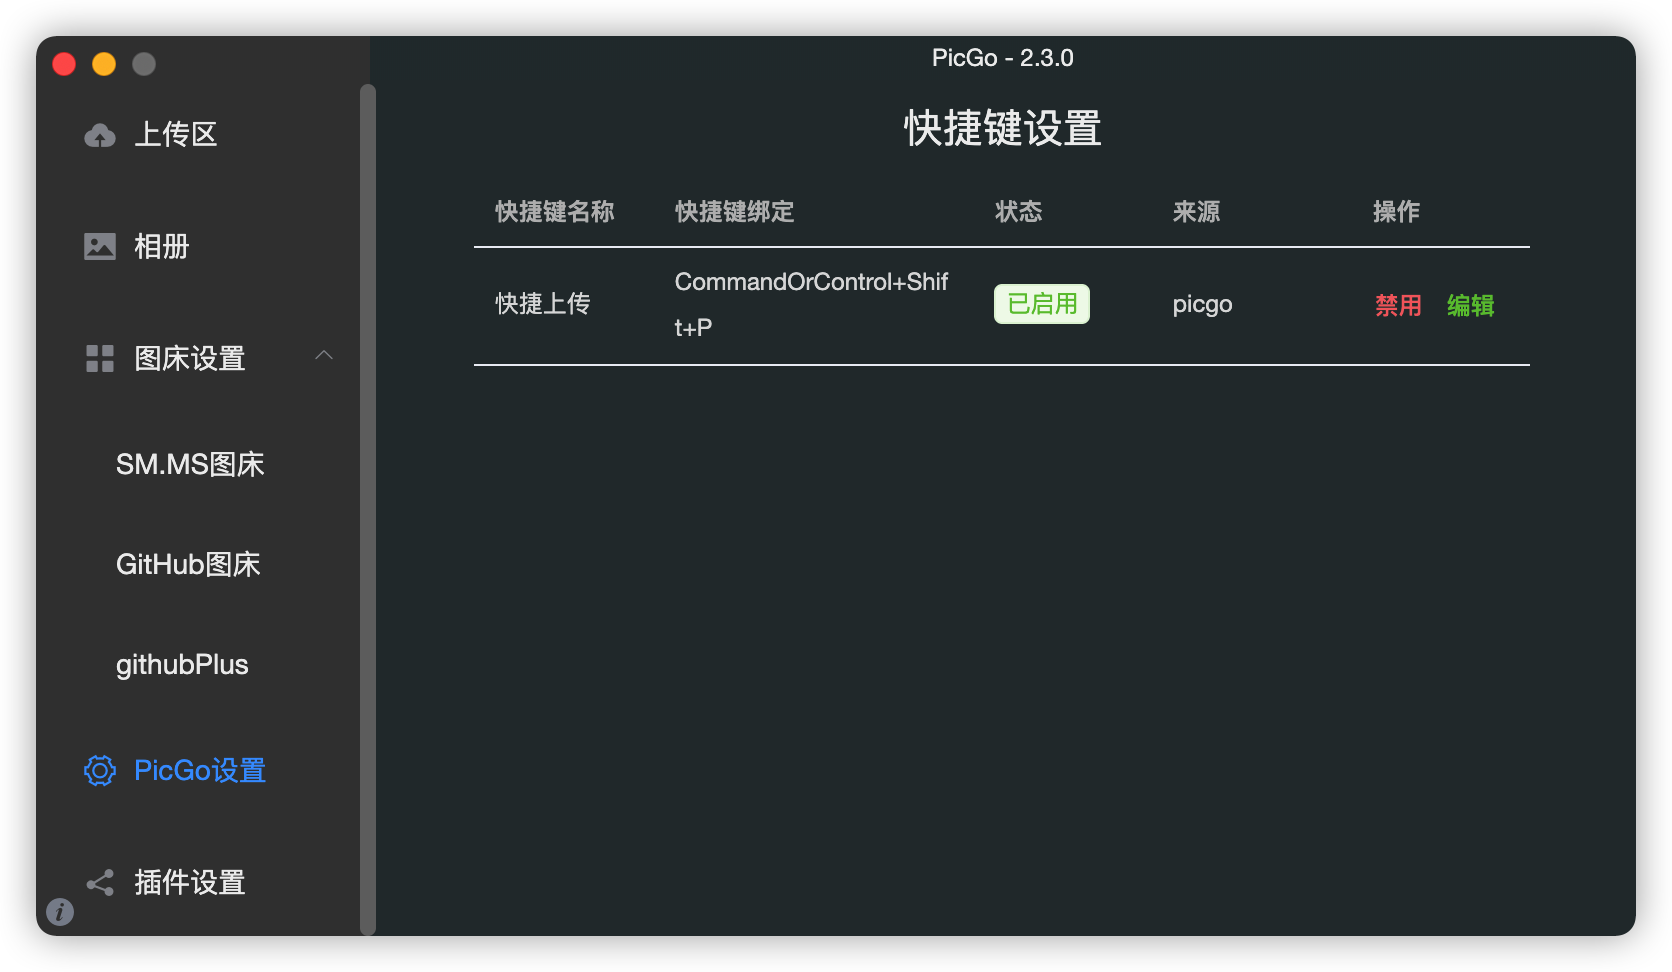 PicGo - 2.3.0
上传区
相册
图床设置
SM.MS图床
GitHub图床
githubPlus
PicGo设置
插件设置
快捷键设置
快捷键名称 快捷键绑定 状态 来源 操作
快捷上传 CommandOrControl+Shif
t+P 已启用 picgo 禁用 编辑